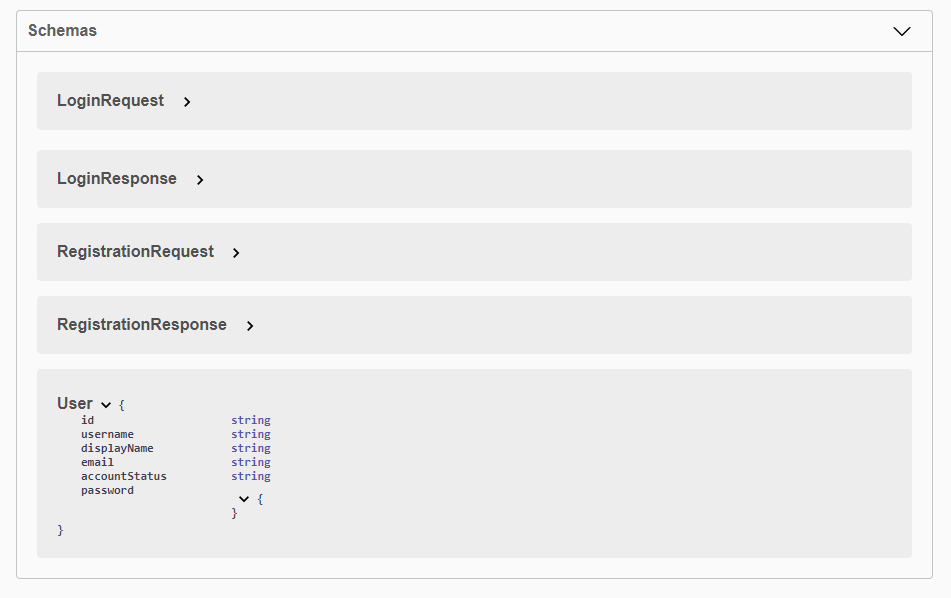 Schemas
LoginRequest
LoginResponse
RegistrationRequest
RegistrationResponse
User {
id string
username string
displayName string
email string
accountStatus string
password
{
}
}